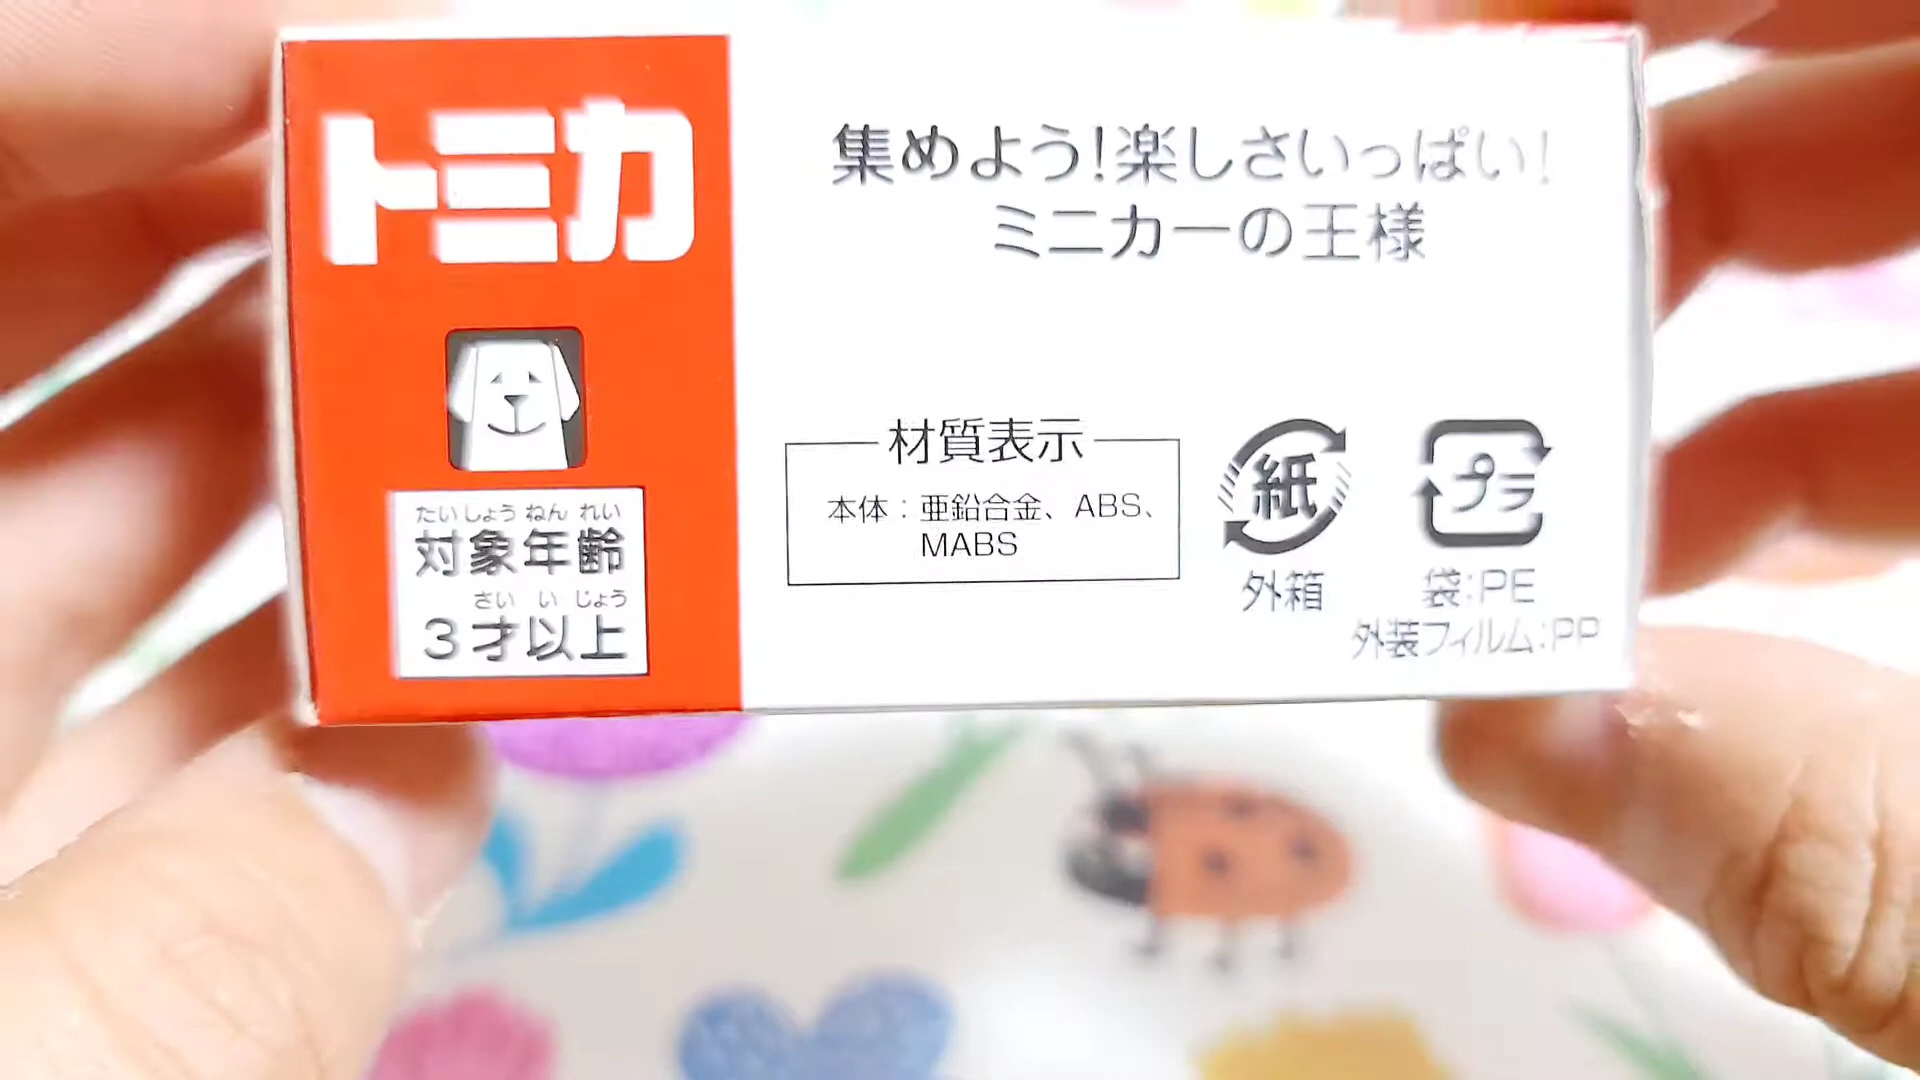 トミカ
たいしょうねんれい
対象年齢
さいいじょう
3才以上
集めよう!楽しさいっぱい!
ミニカーの王様
材質表示
本体:亜鉛合金、ABS、
MABS
紙
外箱
プラ
袋:PE
外装フィルム:PP